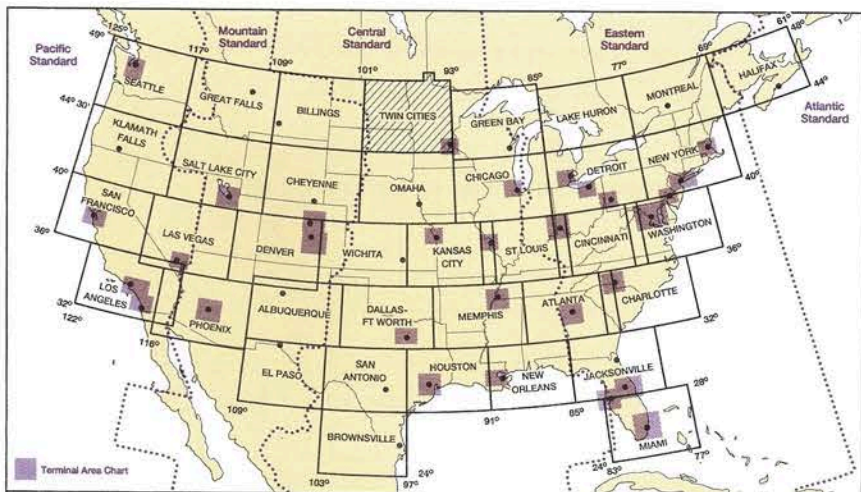 Pacific
Standard
Mountain
Standard
Central
Standard
Eastern
Standard
Atlantic
Standard
125°
117°
109°
101°
93°
85°
77°
69°
61°
49°
48°
44° 30'
44°
40°
40°
36°
36°
32°
32°
122°
116°
109°
103°
97°
24°
91°
85°
28°
24°
83°
77°
SEATTLE
GREAT FALLS
BILLINGS
TWIN CITIES
GREEN BAY
LAKE HURON
MONTREAL
HALIFAX
KLAMATH
FALLS
SALT LAKE CITY
CHEYENNE
OMAHA
CHICAGO
DETROIT
NEW YORK
SAN
FRANCISCO
LAS VEGAS
DENVER
WICHITA
KANSAS
CITY
ST LOUIS
CINCINNATI
WASHINGTON
LOS
ANGELES
PHOENIX
ALBUQUERQUE
DALLAS-
FT WORTH
MEMPHIS
ATLANTA
CHARLOTTE
EL PASO
SAN
ANTONIO
HOUSTON
NEW
ORLEANS
JACKSONVILLE
BROWNSVILLE
MIAMI
Terminal Area Chart